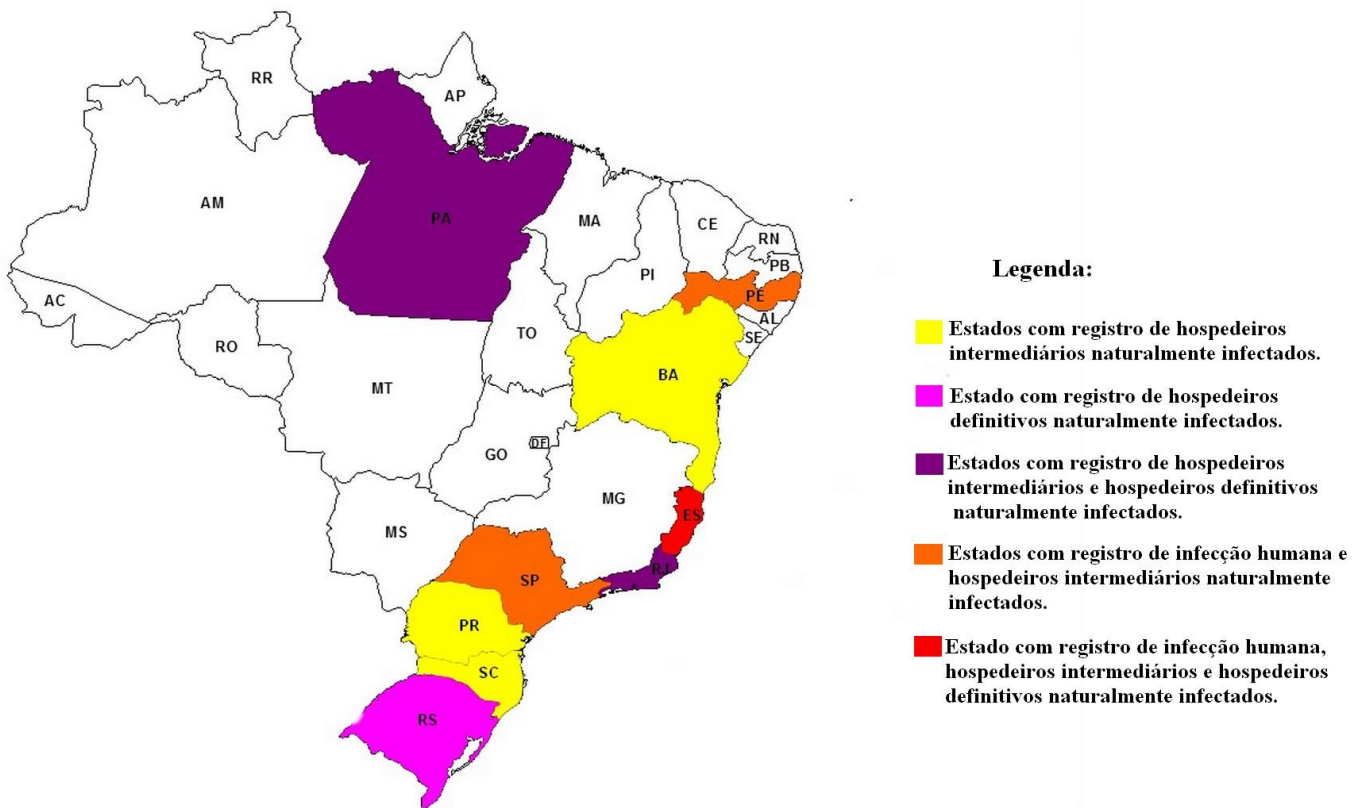 RR
AP
AM
PA
MA
CE
RN
PB
PI
PE
AC
AL
SE
TO
RO
BA
MT
DF
GO
MG
ES
MS
SP
RJ
PR
SC
RS
Legenda:
Estados com registro de hospedeiros
intermediários naturalmente infectados.
Estado com registro de hospedeiros
definitivos naturalmente infectados.
Estados com registro de hospedeiros
intermediários e hospedeiros definitivos
naturalmente infectados.
Estados com registro de infecção humana e
hospedeiros intermediários naturalmente
infectados.
Estado com registro de infecção humana,
hospedeiros intermediários e hospedeiros
definitivos naturalmente infectados.